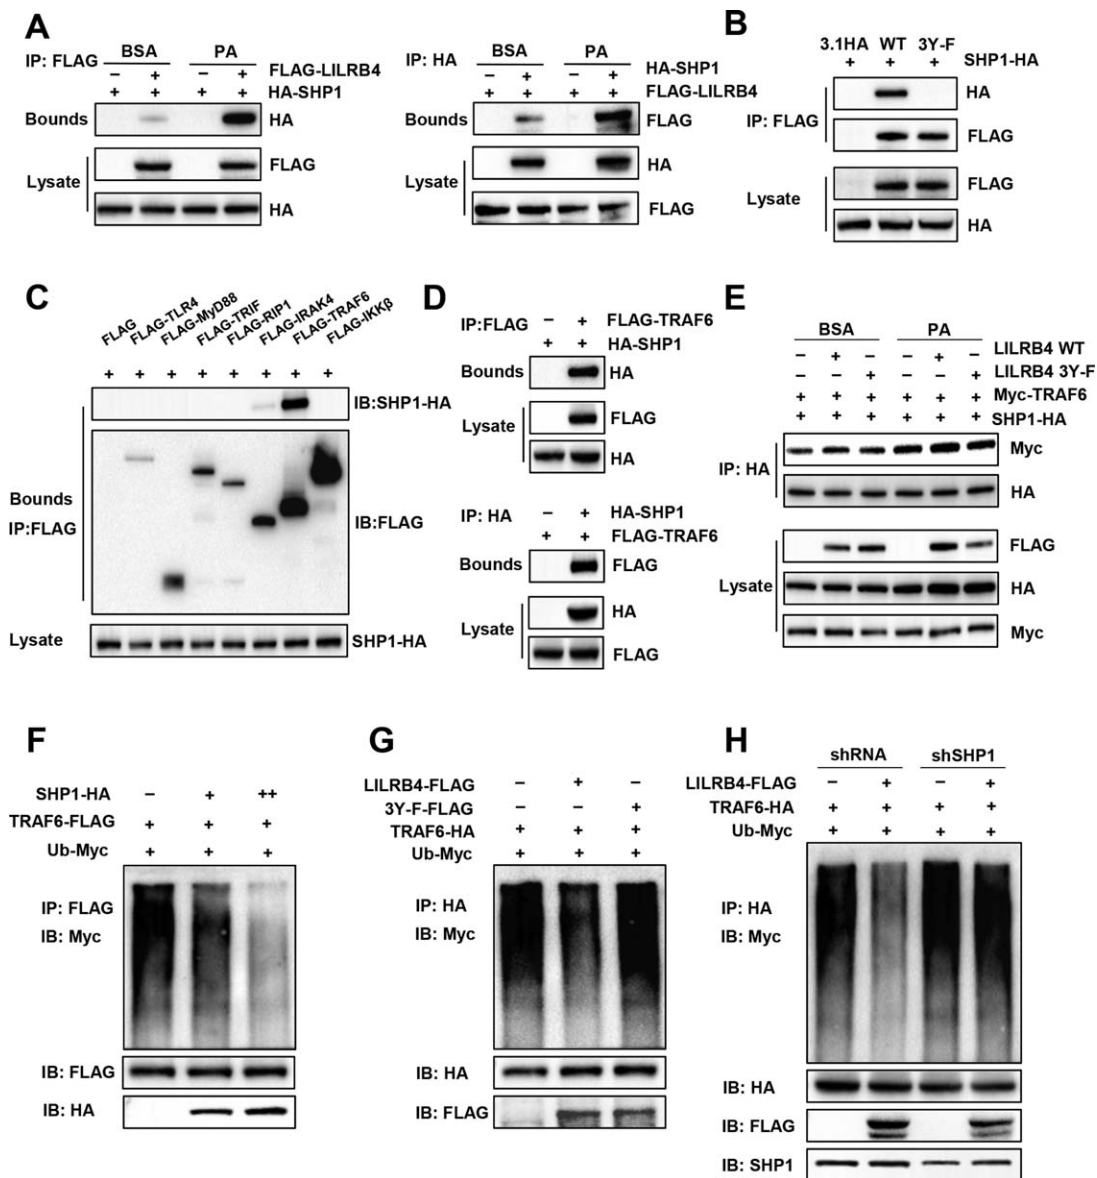 A
IP: FLAG BSA PA
– + – + FLAG-LILRB4
+ + + + HA-SHP1
Bounds HA
FLAG
Lysate
HA
IP: HA BSA PA
– + – + HA-SHP1
+ + + + FLAG-LILRB4
Bounds FLAG
HA
Lysate
FLAG
B
3.1HA WT 3Y-F
+ + + SHP1-HA
HA
IP: FLAG
FLAG
FLAG
Lysate
HA
C
FLAG
FLAG-TLR4
FLAG-MyD88
FLAG-TRIF
FLAG-RIP1
FLAG-IRAK4
FLAG-TRAF6
FLAG-IKKβ
+ + + + + + + +
IB:SHP1-HA
Bounds
IP:FLAG
IB:FLAG
Lysate SHP1-HA
D
IP:FLAG – + FLAG-TRAF6
+ + HA-SHP1
Bounds HA
Lysate FLAG
HA
IP: HA – + HA-SHP1
+ + FLAG-TRAF6
Bounds FLAG
HA
Lysate
FLAG
E
BSA PA
– + – – + – LILRB4 WT
– – + – – + LILRB4 3Y-F
+ + + + + + Myc-TRAF6
+ + + + + + SHP1-HA
Myc
IP: HA
HA
FLAG
Lysate HA
Myc
F
SHP1-HA – + ++
TRAF6-FLAG + + +
Ub-Myc + + +
IP: FLAG
IB: Myc
IB: FLAG
IB: HA
G
LILRB4-FLAG – + –
3Y-F-FLAG – – +
TRAF6-HA + + +
Ub-Myc + + +
IP: HA
IB: Myc
IB: HA
IB: FLAG
H
shRNA shSHP1
LILRB4-FLAG – + – +
TRAF6-HA + + + +
Ub-Myc + + + +
IP: HA
IB: Myc
IB: HA
IB: FLAG
IB: SHP1